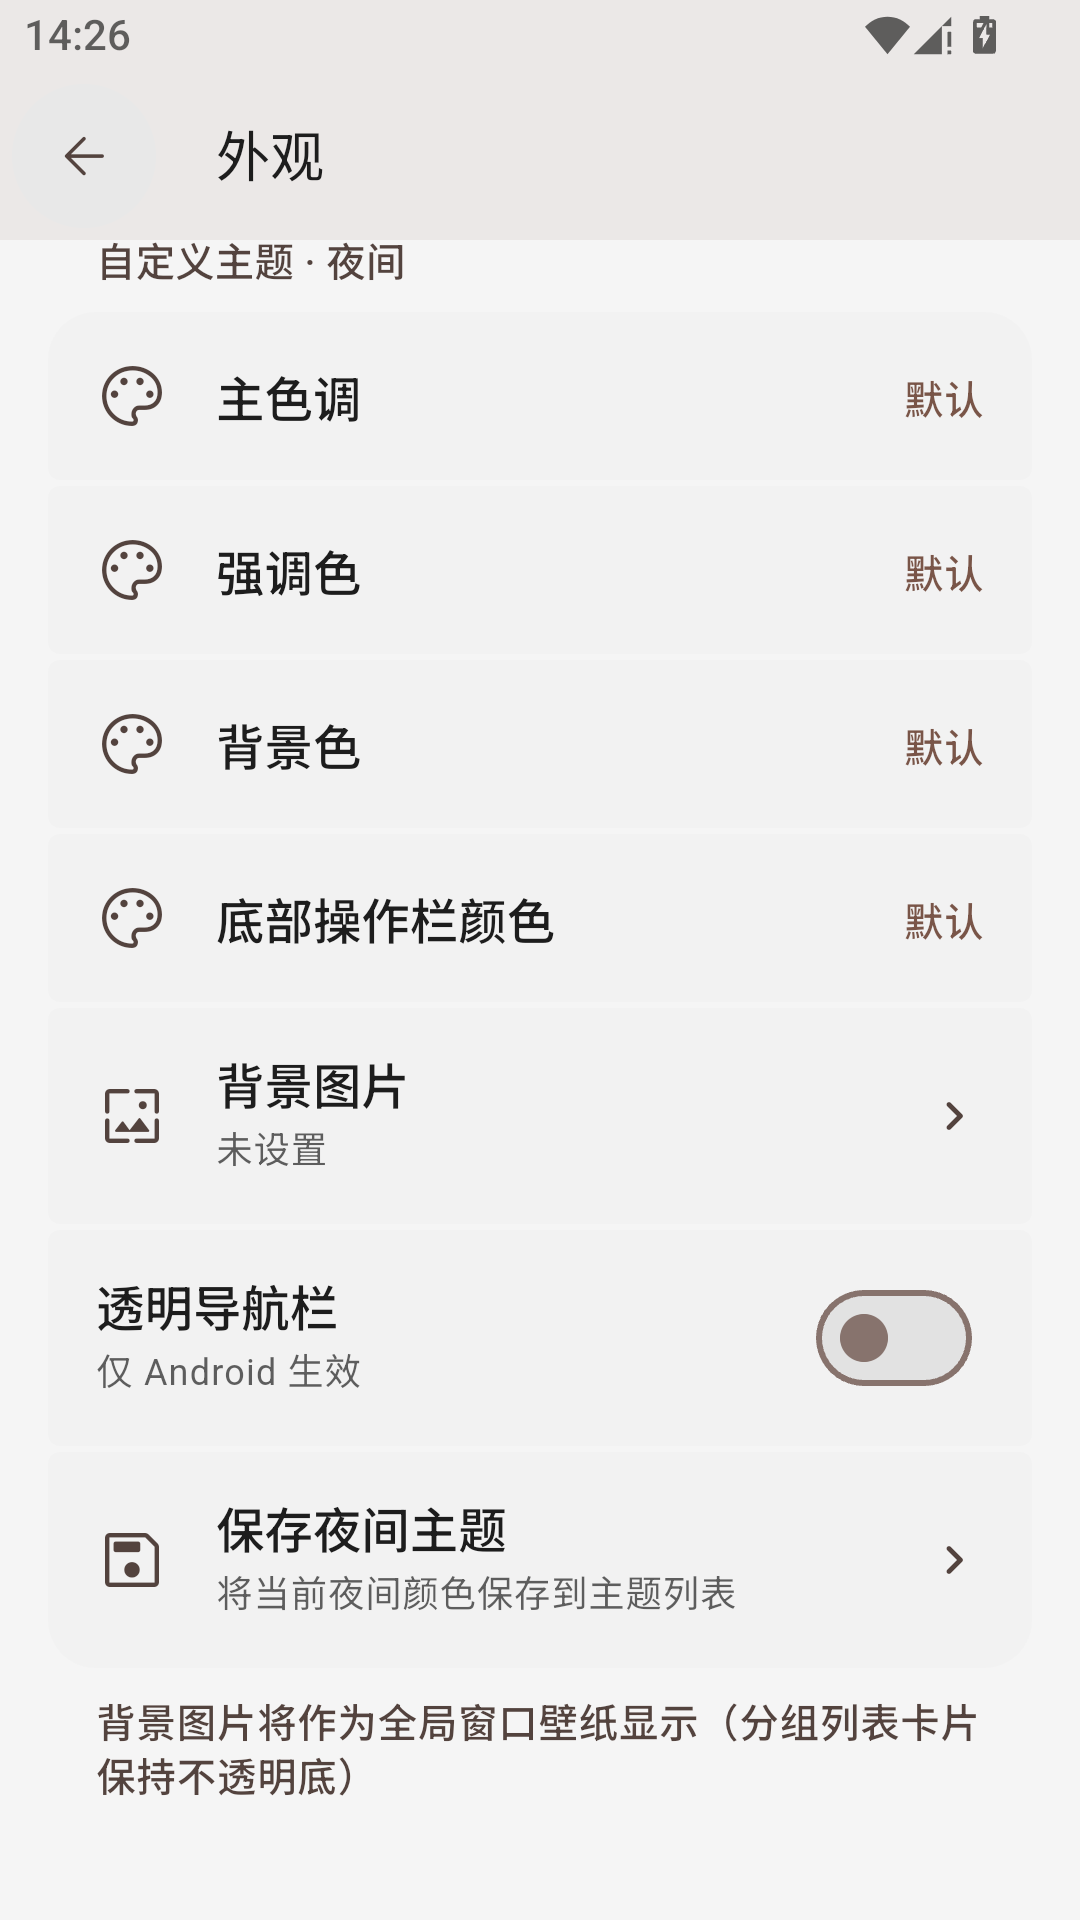 14:26
外观
自定义主题 · 夜间
主色调
默认
强调色
默认
背景色
默认
底部操作栏颜色
默认
背景图片
未设置
透明导航栏
仅 Android 生效
保存夜间主题
将当前夜间颜色保存到主题列表
背景图片将作为全局窗口壁纸显示（分组列表卡片
保持不透明底）